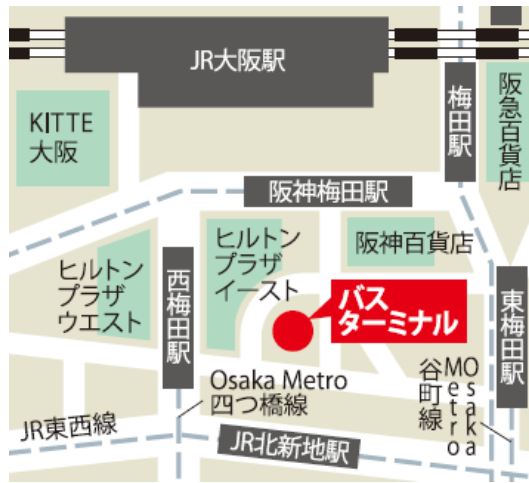 JR大阪駅
KITTE
大阪
梅田駅
阪急百貨店
阪神梅田駅
ヒルトン
プラザ
イースト
阪神百貨店
ヒルトン
プラザ
ウエスト
西梅田駅
バス
ターミナル
東梅田駅
Osaka Metro
四つ橋線
Osaka
Metro
谷町線
JR東西線
JR北新地駅